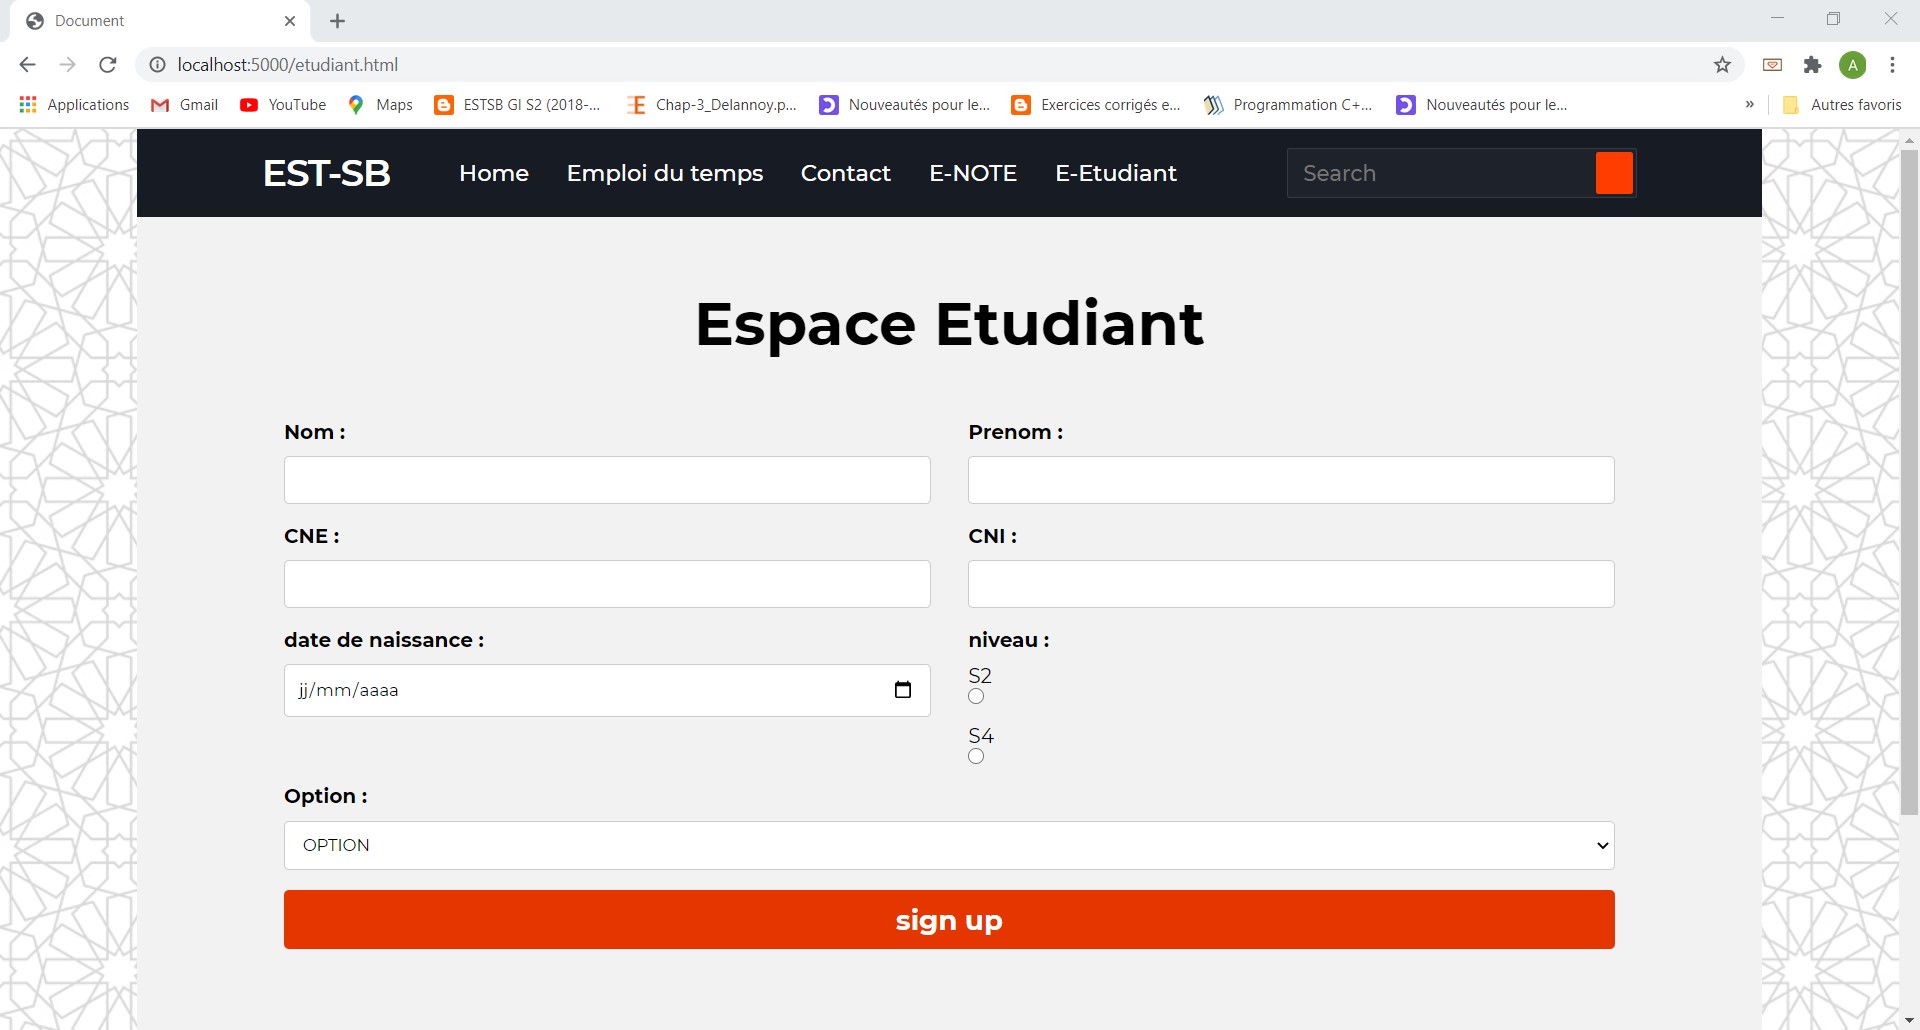 Document
localhost:5000/etudiant.html
A
Applications Gmail YouTube Maps ESTSB GI S2 (2018-... Chap-3_Delannoy.p... Nouveautés pour le... Exercices corrigés e... Programmation C+... Nouveautés pour le... » Autres favoris
EST-SB Home Emploi du temps Contact E-NOTE E-Etudiant Search
Espace Etudiant
Nom : Prenom :
CNE : CNI :
date de naissance : niveau :
jj/mm/aaaa
S2
S4
Option :
OPTION
sign up